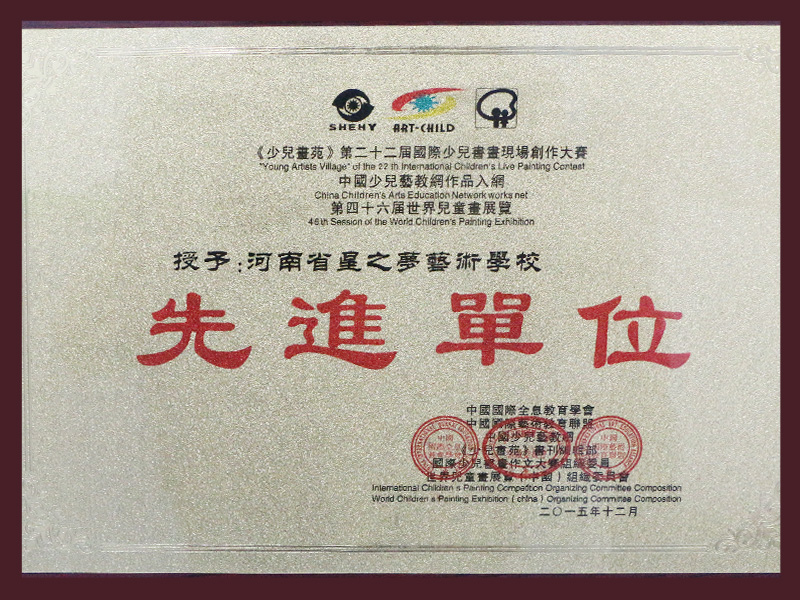 SHEHY ART-CHILD
《少兒畫苑》第二十二届國際少兒書畫現場創作大賽
"Young Artists Village" of the 22 th International Children's Live Painting Contest
中國少兒藝教網作品入網
China Children's Arts Education Network works net
第四十六届世界兒童畫展覽
46th Session of the World Children's Painting Exhibition
授予:河南省星之夢藝術學校
先進單位
中國國際全息教育學會
中國國際藝術教育聯盟
中國少兒藝教網
《少兒畫苑》書刊編輯部
國際少兒書畫作文大賽組織委員
世界兒童畫展覽(中国)組織委員會
International Children's Painting Competition Organizing Committee Composition
World Children's Painting Exhibition (china) Organizing Committee Composition
二〇一五年十二月